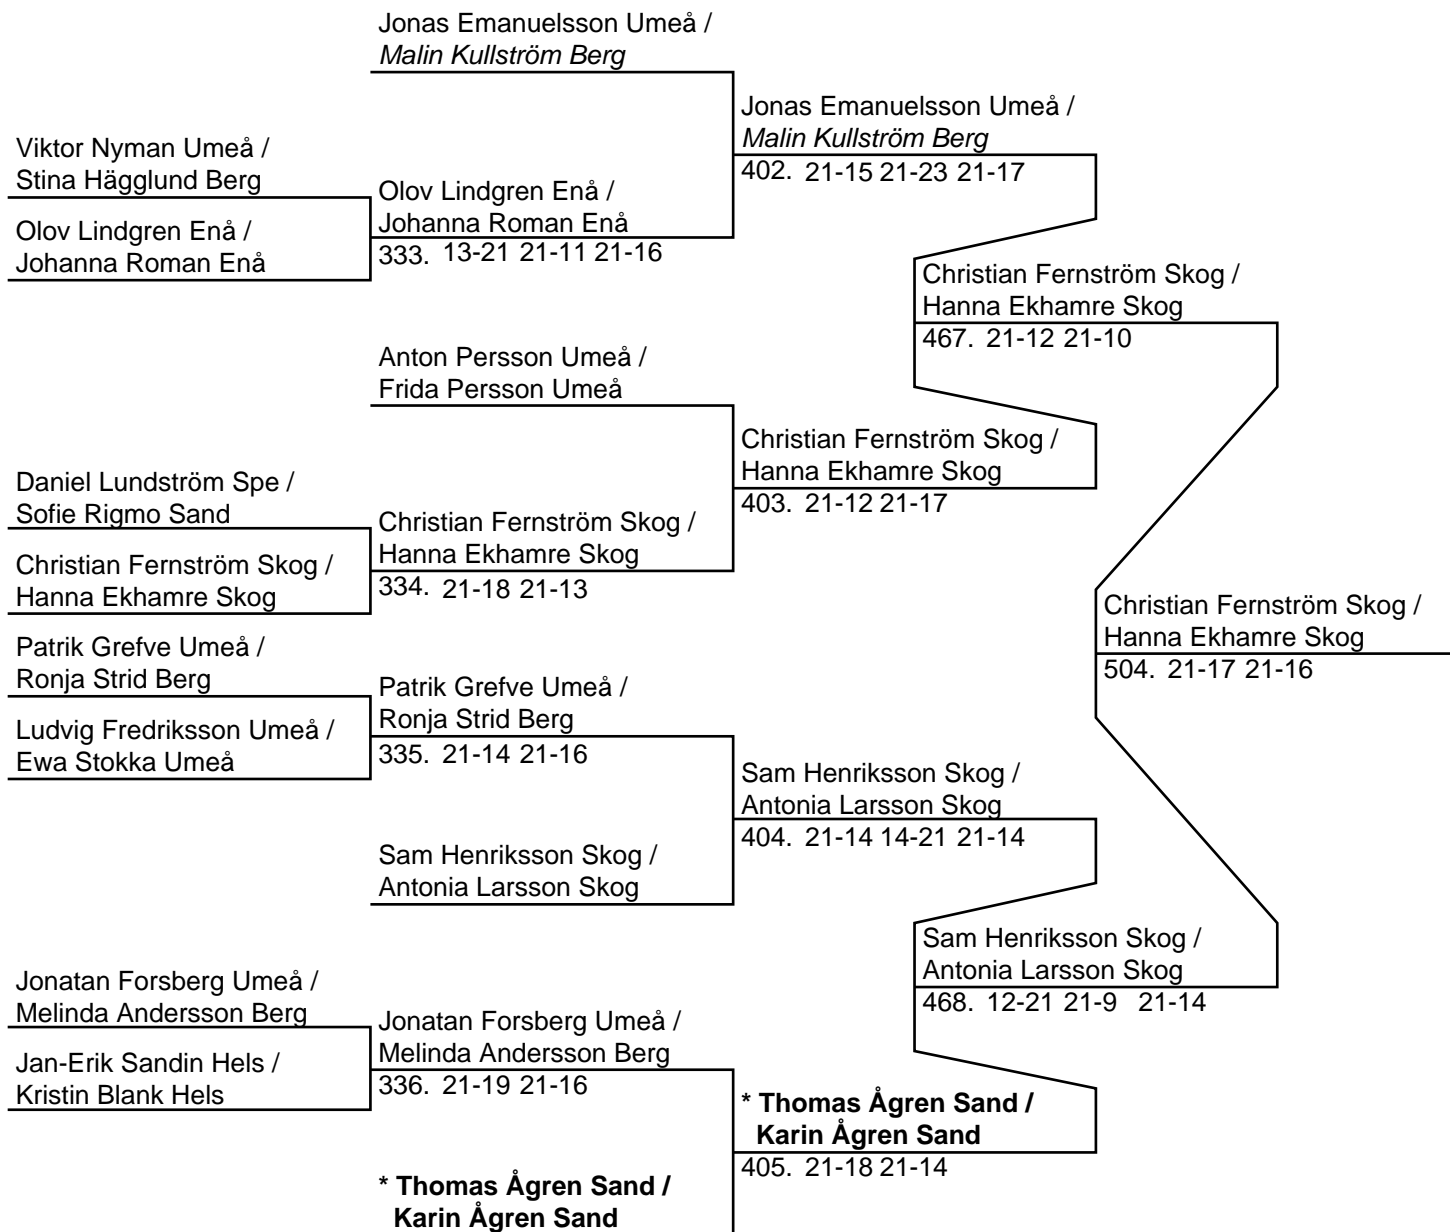 Jonas Emanuelsson Umeå /
Malin Kullström Berg
Jonas Emanuelsson Umeå /
Malin Kullström Berg
402. 21-15 21-23 21-17
Viktor Nyman Umeå /
Stina Hägglund Berg
Olov Lindgren Enå /
Johanna Roman Enå
333. 13-21 21-11 21-16
Olov Lindgren Enå /
Johanna Roman Enå
Christian Fernström Skog /
Hanna Ekhamre Skog
467. 21-12 21-10
Anton Persson Umeå /
Frida Persson Umeå
Christian Fernström Skog /
Hanna Ekhamre Skog
403. 21-12 21-17
Daniel Lundström Spe /
Sofie Rigmo Sand
Christian Fernström Skog /
Hanna Ekhamre Skog
334. 21-18 21-13
Christian Fernström Skog /
Hanna Ekhamre Skog
Christian Fernström Skog /
Hanna Ekhamre Skog
504. 21-17 21-16
Patrik Grefve Umeå /
Ronja Strid Berg
Patrik Grefve Umeå /
Ronja Strid Berg
335. 21-14 21-16
Ludvig Fredriksson Umeå /
Ewa Stokka Umeå
Sam Henriksson Skog /
Antonia Larsson Skog
404. 21-14 14-21 21-14
Sam Henriksson Skog /
Antonia Larsson Skog
Sam Henriksson Skog /
Antonia Larsson Skog
468. 12-21 21-9 21-14
Jonatan Forsberg Umeå /
Melinda Andersson Berg
Jonatan Forsberg Umeå /
Melinda Andersson Berg
336. 21-19 21-16
Jan-Erik Sandin Hels /
Kristin Blank Hels
* Thomas Ågren Sand /
Karin Ågren Sand
405. 21-18 21-14
* Thomas Ågren Sand /
Karin Ågren Sand